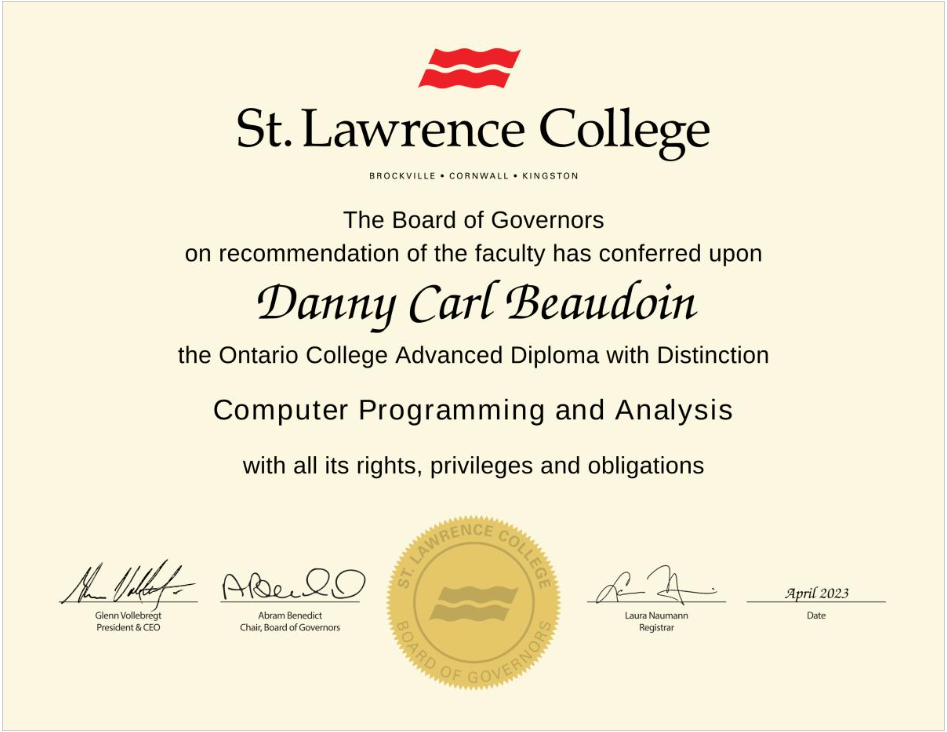 St. Lawrence College
BROCKVILLE • CORNWALL • KINGSTON
The Board of Governors
on recommendation of the faculty has conferred upon
Danny Carl Beaudoin
the Ontario College Advanced Diploma with Distinction
Computer Programming and Analysis
with all its rights, privileges and obligations
ST. LAWRENCE COLLEGE
BOARD OF GOVERNORS
Glenn Vollebregt
President & CEO
Abram Benedict
Chair, Board of Governors
Laura Naumann
Registrar
April 2023
Date